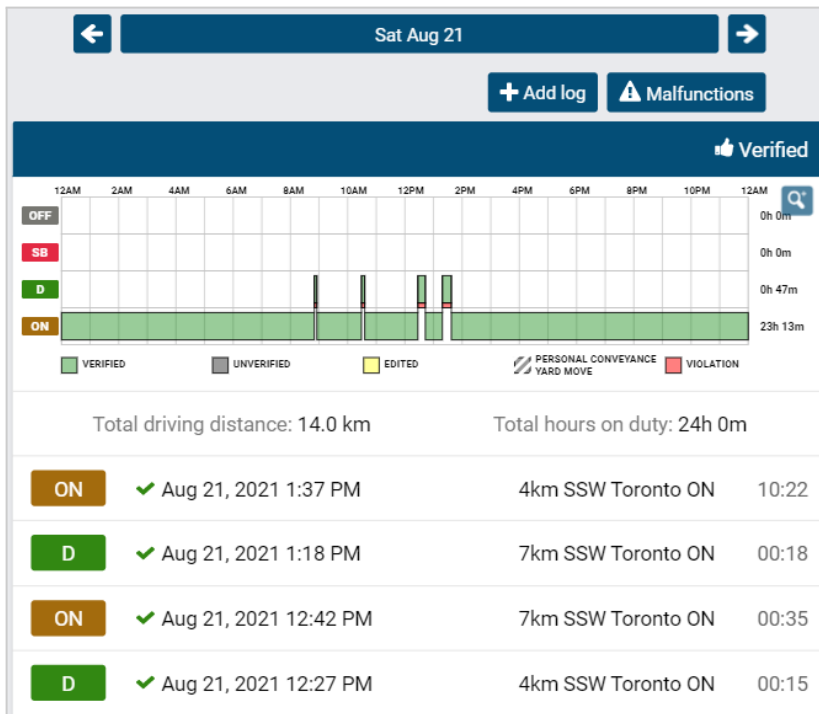 Sat Aug 21
Add log
Malfunctions
Verified
12AM 2AM 4AM 6AM 8AM 10AM 12PM 2PM 4PM 6PM 8PM 10PM 12AM
OFF 0h 0m
SB 0h 0m
D 0h 47m
ON 23h 13m
VERIFIED UNVERIFIED EDITED PERSONAL CONVEYANCE YARD MOVE VIOLATION
Total driving distance: 14.0 km Total hours on duty: 24h 0m
ON Aug 21, 2021 1:37 PM 4km SSW Toronto ON 10:22
D Aug 21, 2021 1:18 PM 7km SSW Toronto ON 00:18
ON Aug 21, 2021 12:42 PM 7km SSW Toronto ON 00:35
D Aug 21, 2021 12:27 PM 4km SSW Toronto ON 00:15